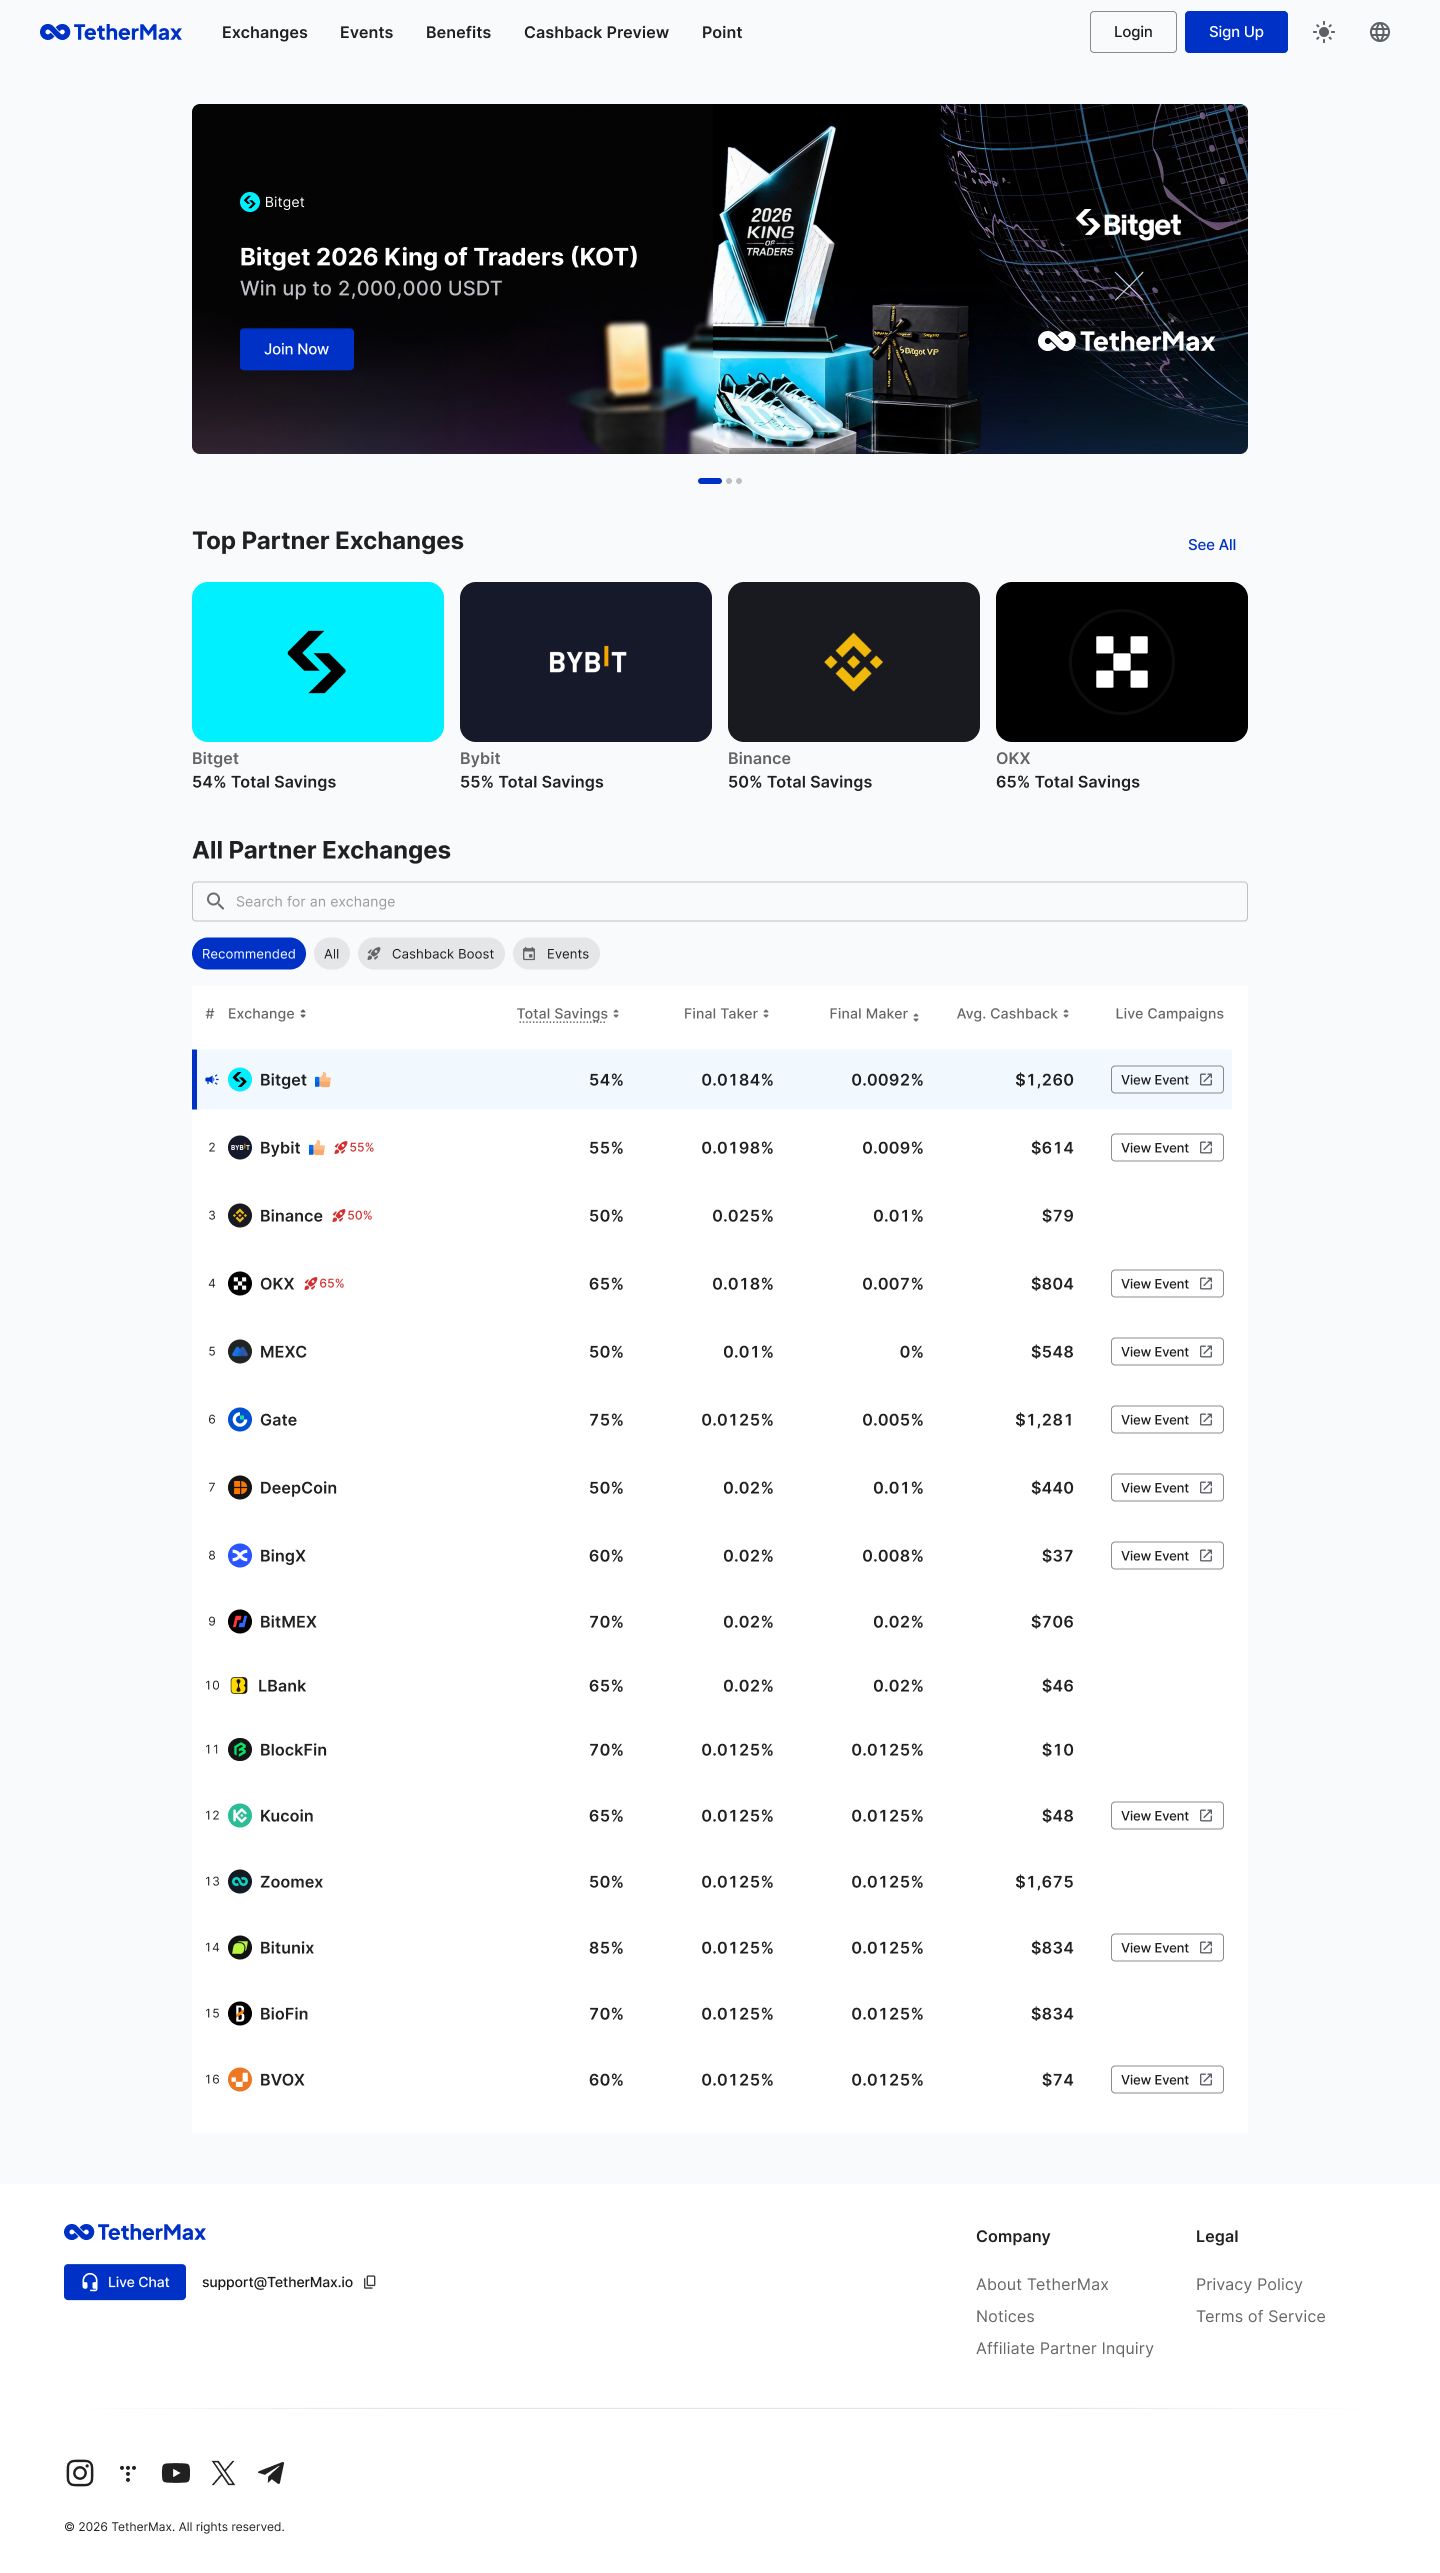 TetherMax
Exchanges
Events
Benefits
Cashback Preview
Point
Login
Sign Up
Bitget
Bitget 2026 King of Traders (KOT)
Win up to 2,000,000 USDT
Join Now
2026
KING
OF
TRADERS
Bitget VIP
Bitget
TetherMax
Top Partner Exchanges
See All
BYBIT
Bitget
54% Total Savings
Bybit
55% Total Savings
Binance
50% Total Savings
OKX
65% Total Savings
All Partner Exchanges
Search for an exchange
Recommended
All
Cashback Boost
Events
# Exchange Total Savings Final Taker Final Maker Avg. Cashback Live Campaigns
Bitget 54% 0.0184% 0.0092% $1,260 View Event
2 BYBIT Bybit 55% 55% 0.0198% 0.009% $614 View Event
3 Binance 50% 50% 0.025% 0.01% $79
4 OKX 65% 65% 0.018% 0.007% $804 View Event
5 MEXC 50% 0.01% 0% $548 View Event
6 Gate 75% 0.0125% 0.005% $1,281 View Event
7 DeepCoin 50% 0.02% 0.01% $440 View Event
8 BingX 60% 0.02% 0.008% $37 View Event
9 BitMEX 70% 0.02% 0.02% $706
10 LBank 65% 0.02% 0.02% $46
11 BlockFin 70% 0.0125% 0.0125% $10
12 Kucoin 65% 0.0125% 0.0125% $48 View Event
13 Zoomex 50% 0.0125% 0.0125% $1,675
14 Bitunix 85% 0.0125% 0.0125% $834 View Event
15 BioFin 70% 0.0125% 0.0125% $834
16 BVOX 60% 0.0125% 0.0125% $74 View Event
TetherMax
Live Chat
support@TetherMax.io
Company
About TetherMax
Notices
Affiliate Partner Inquiry
Legal
Privacy Policy
Terms of Service
© 2026 TetherMax. All rights reserved.